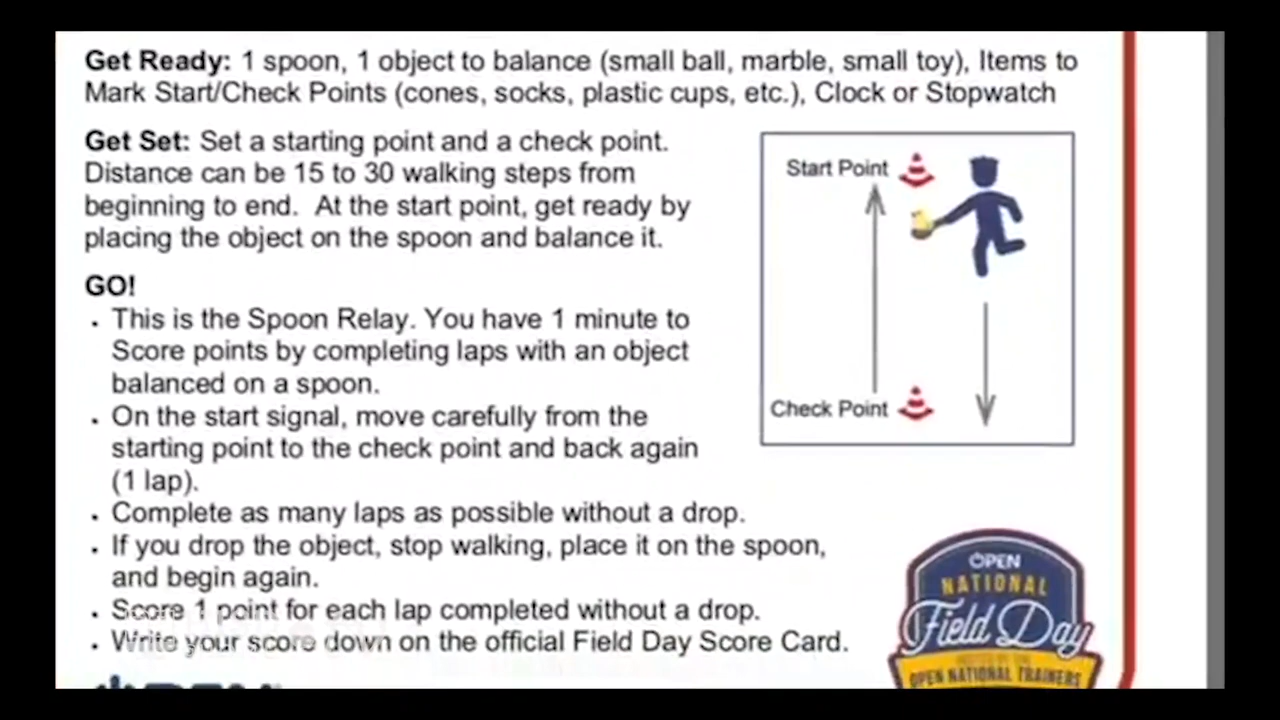 Get Ready: 1 spoon, 1 object to balance (small ball, marble, small toy), Items to
Mark Start/Check Points (cones, socks, plastic cups, etc.), Clock or Stopwatch
Get Set: Set a starting point and a check point.
Distance can be 15 to 30 walking steps from
beginning to end. At the start point, get ready by
placing the object on the spoon and balance it.
GO!
• This is the Spoon Relay. You have 1 minute to
Score points by completing laps with an object
balanced on a spoon.
• On the start signal, move carefully from the
starting point to the check point and back again
(1 lap).
• Complete as many laps as possible without a drop.
• If you drop the object, stop walking, place it on the spoon,
and begin again.
• Score 1 point for each lap completed without a drop.
• Write your score down on the official Field Day Score Card.
Start Point
Check Point
OPEN
NATIONAL
Field Day
OPEN NATIONAL TRAINERS